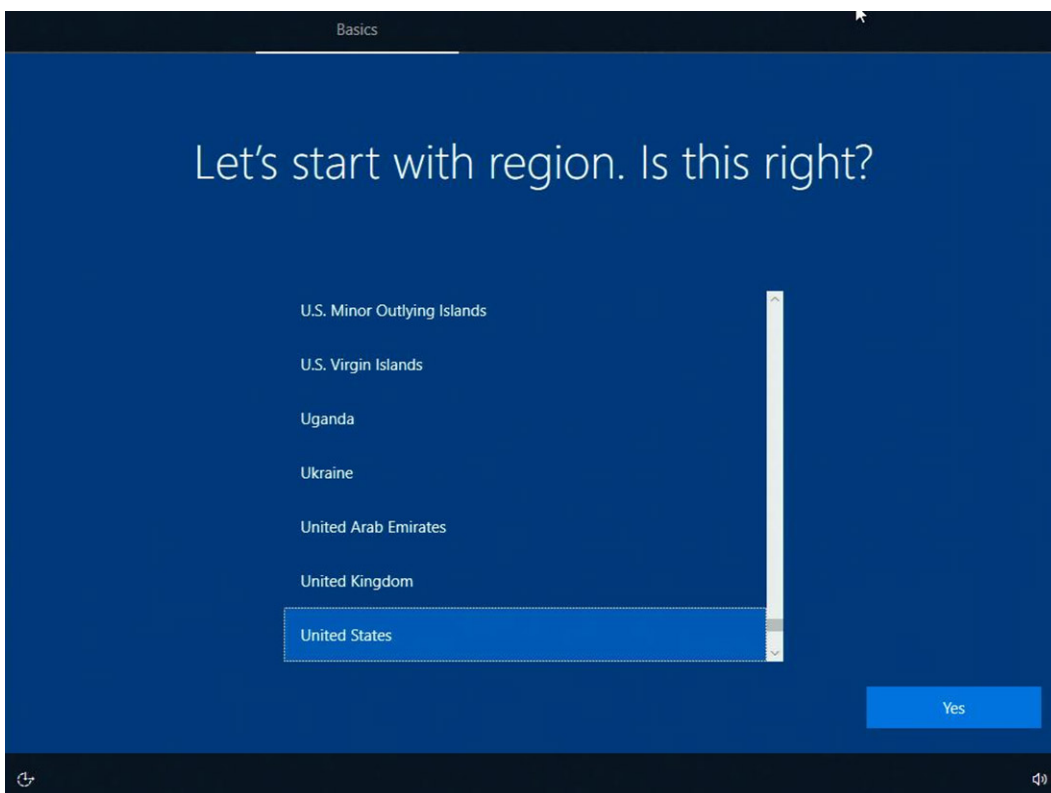 Basics
Let's start with region. Is this right?
U.S. Minor Outlying Islands
U.S. Virgin Islands
Uganda
Ukraine
United Arab Emirates
United Kingdom
United States
Yes